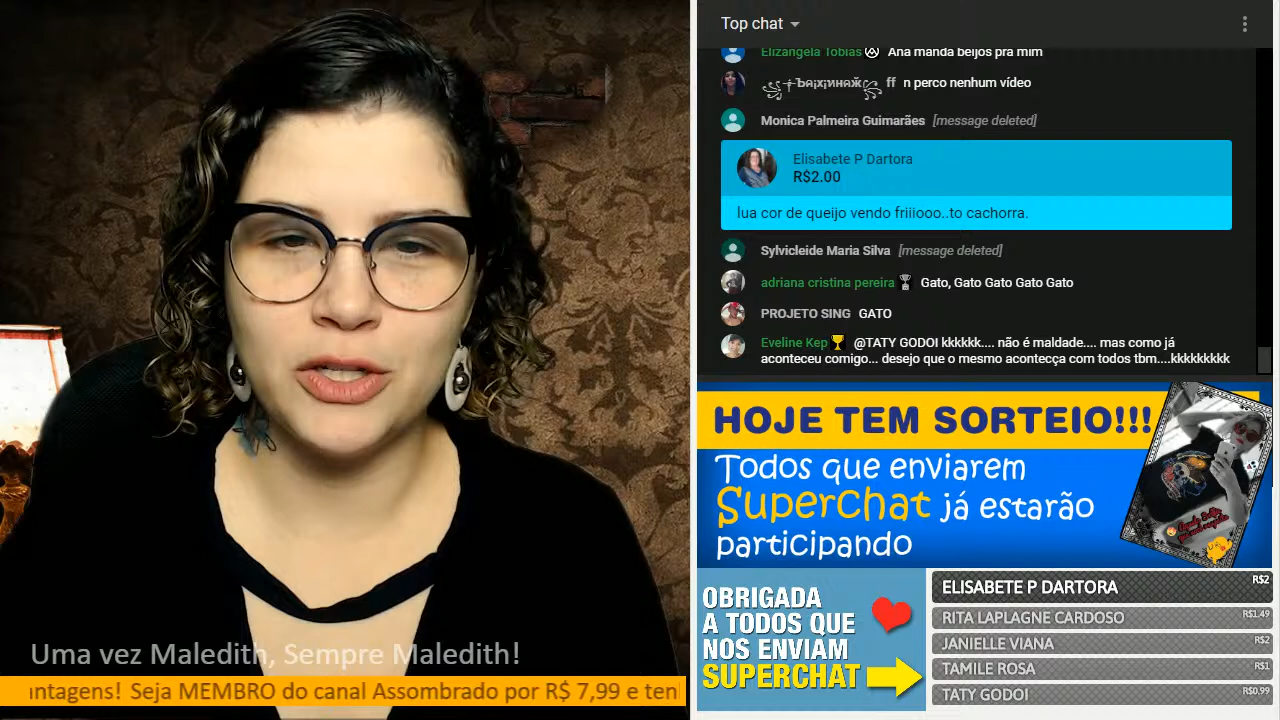 Top chat
Elizangela Tobias Ana manda beijos pra mim
ff n perco nenhum vídeo
Monica Palmeira Guimarães [message deleted]
Elisabete P Dartora
R$2.00
lua cor de queijo vendo friiiooo..to cachorra.
Sylvicleide Maria Silva [message deleted]
adriana cristina pereira Gato, Gato Gato Gato Gato
PROJETO SING GATO
Eveline Kep @TATY GODOI kkkkkk.... não é maldade.... mas como já
aconteceu comigo... desejo que o mesmo acontecça com todos tbm....kkkkkkkkk
HOJE TEM SORTEIO!!!
Todos que enviarem
Superchat já estarão
participando
OBRIGADA
A TODOS QUE
NOS ENVIAM
SUPERCHAT
ELISABETE P DARTORA R$2
RITA LAPLAGNE CARDOSO R$1,49
JANIELLE VIANA R$2
TAMILE ROSA R$1
TATY GODOI R$0,99
Uma vez Maledith, Sempre Maledith!
ntagens! Seja MEMBRO do canal Assombrado por R$ 7,99 e ten